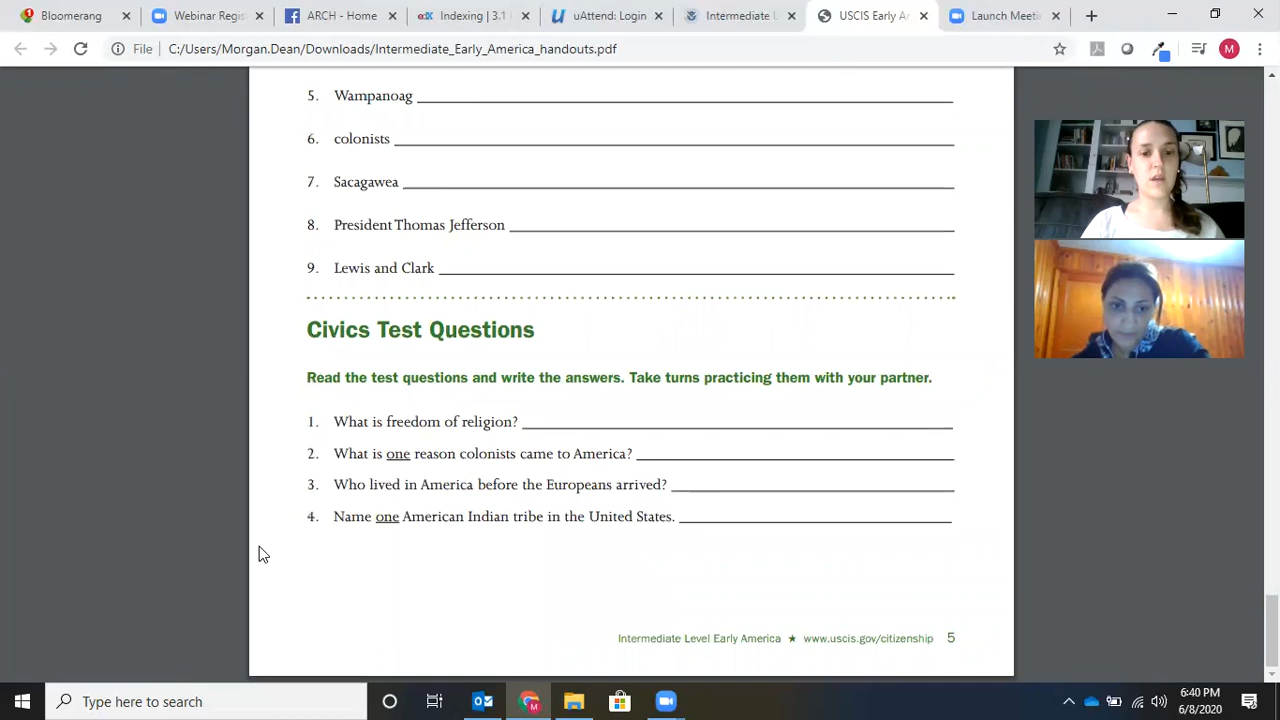 Bloomerang
Webinar Regis
ARCH - Home
Indexing | 3.1
uAttend: Login
Intermediate L
USCIS Early Am
Launch Meetin
File
C:/Users/Morgan.Dean/Downloads/Intermediate_Early_America_handouts.pdf
M
5. Wampanoag
6. colonists
7. Sacagawea
8. President Thomas Jefferson
9. Lewis and Clark
Civics Test Questions
Read the test questions and write the answers. Take turns practicing them with your partner.
1. What is freedom of religion?
2. What is one reason colonists came to America?
3. Who lived in America before the Europeans arrived?
4. Name one American Indian tribe in the United States.
Intermediate Level Early America ★ www.uscis.gov/citizenship 5
Type here to search
6:40 PM
6/8/2020